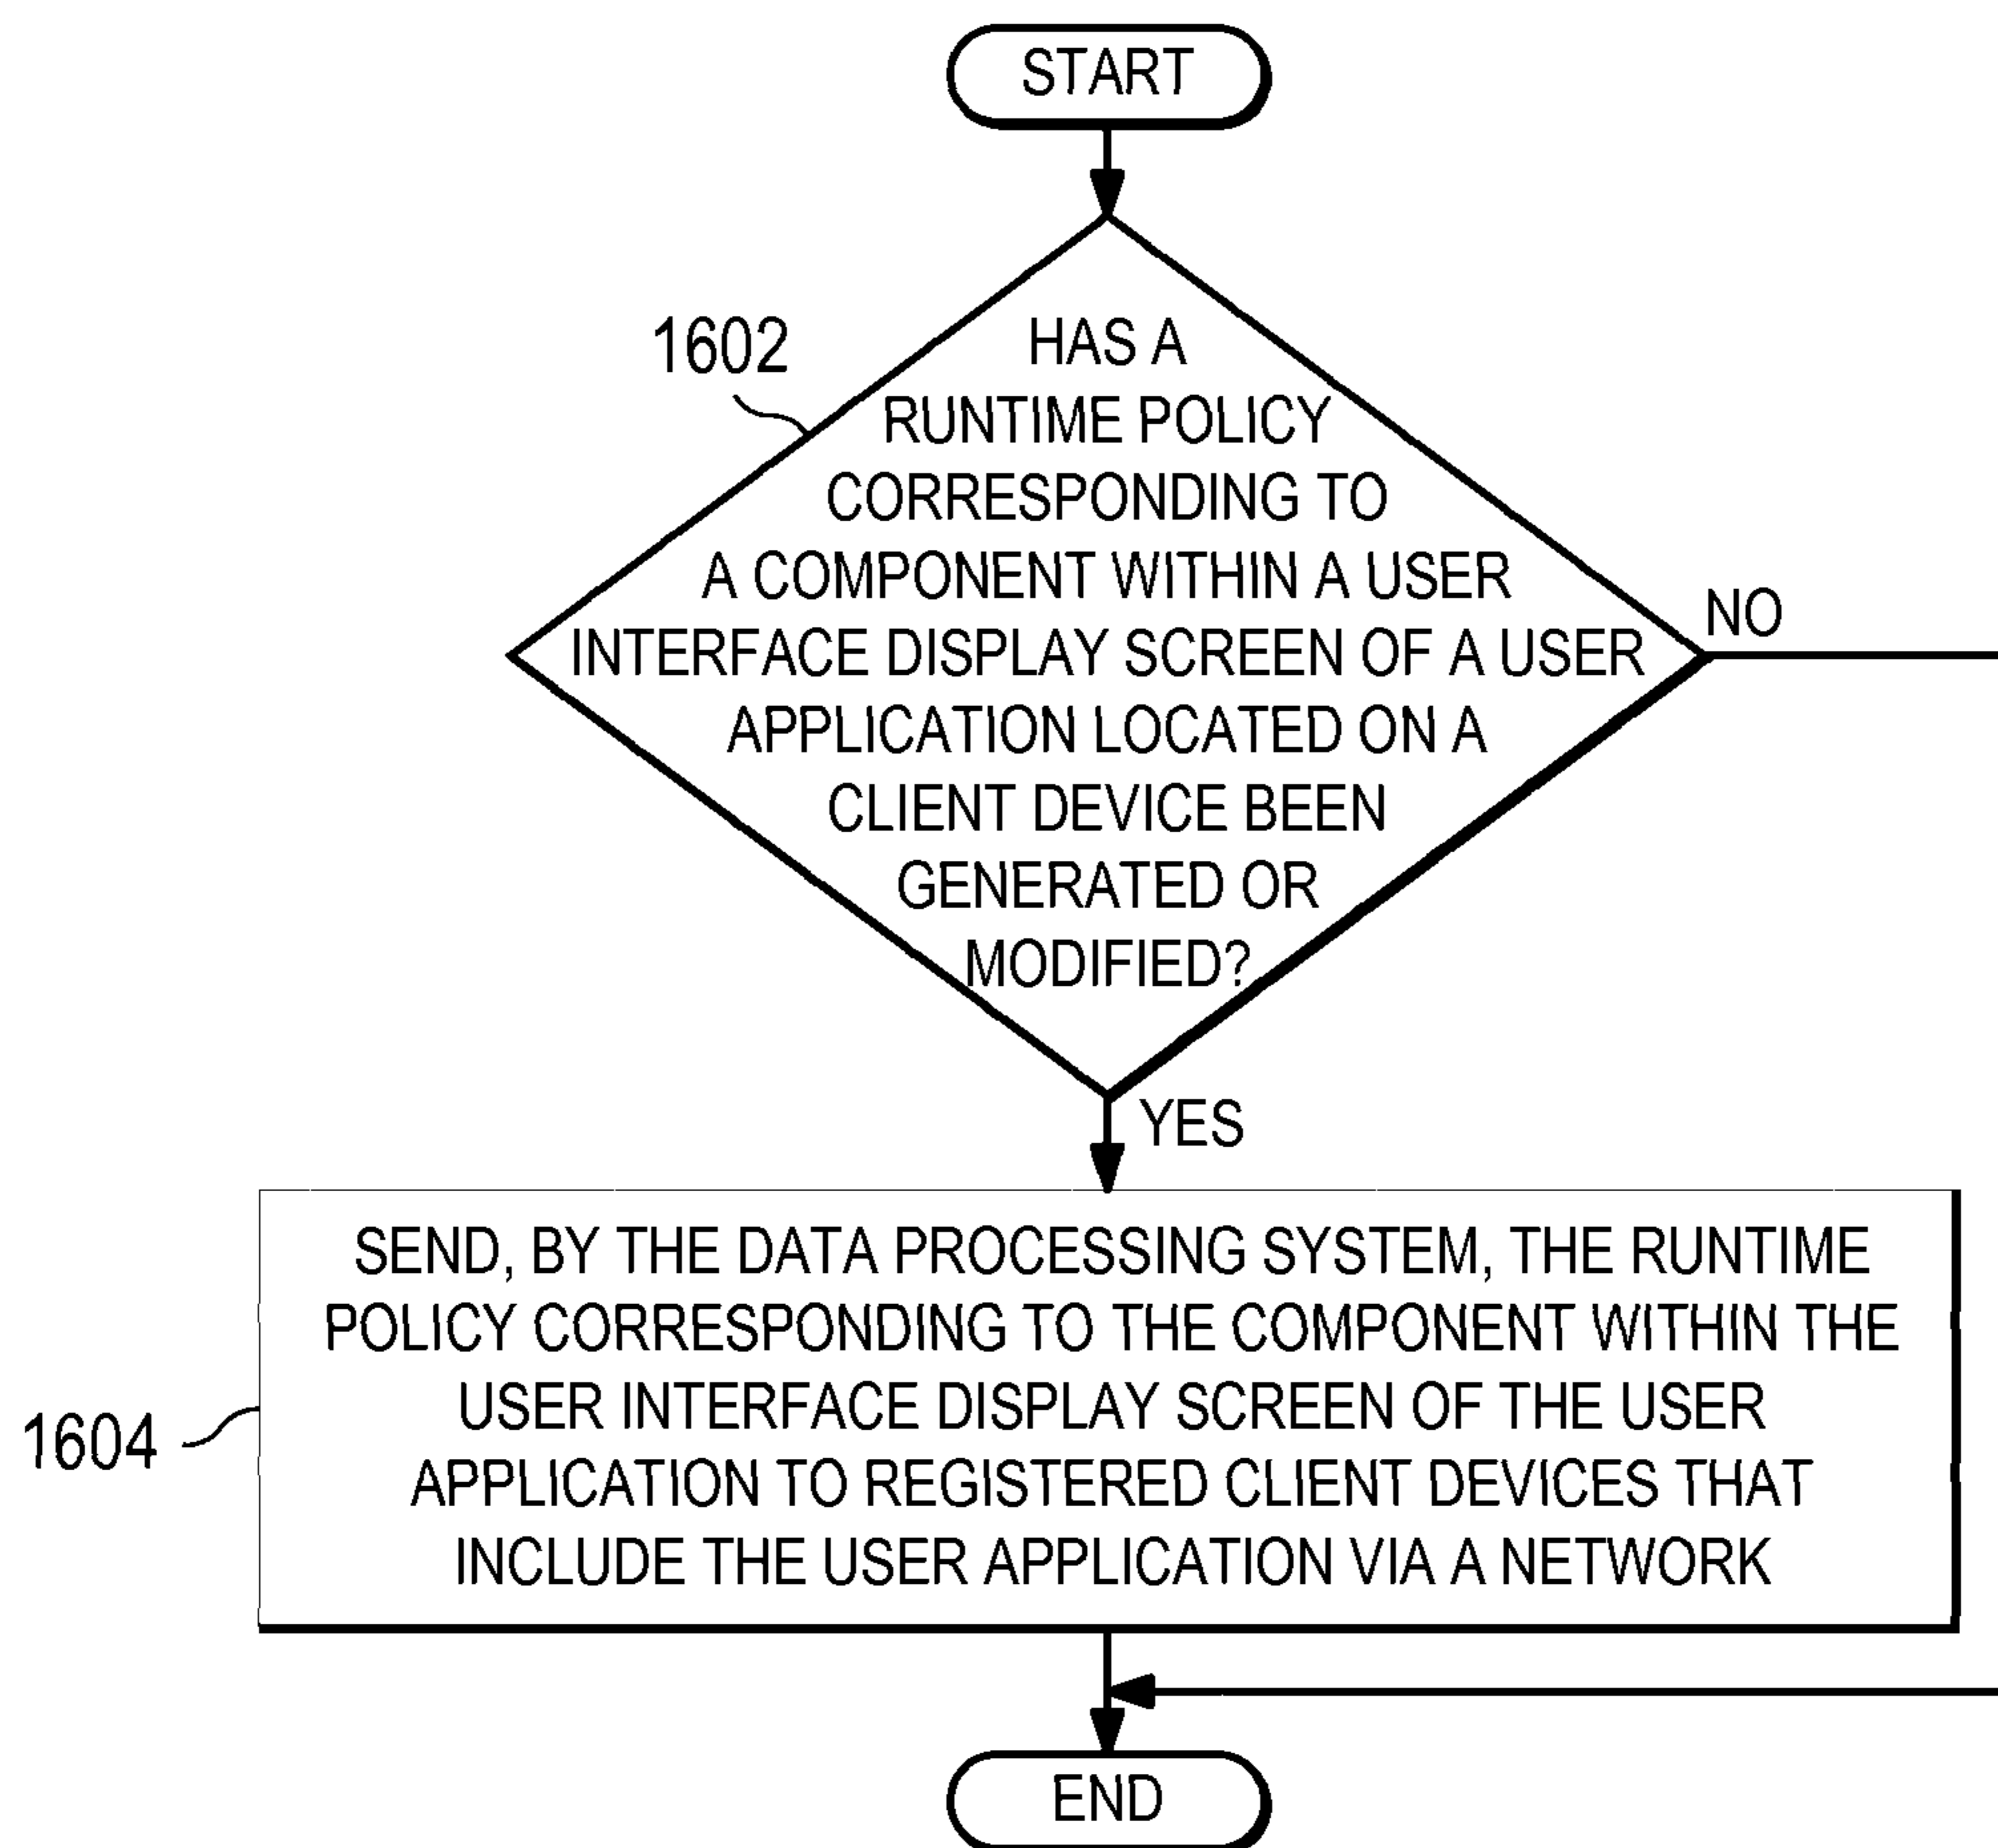 START
1602
HAS A
RUNTIME POLICY
CORRESPONDING TO
A COMPONENT WITHIN A USER
INTERFACE DISPLAY SCREEN OF A USER
APPLICATION LOCATED ON A
CLIENT DEVICE BEEN
GENERATED OR
MODIFIED?
NO
YES
1604
SEND, BY THE DATA PROCESSING SYSTEM, THE RUNTIME
POLICY CORRESPONDING TO THE COMPONENT WITHIN THE
USER INTERFACE DISPLAY SCREEN OF THE USER
APPLICATION TO REGISTERED CLIENT DEVICES THAT
INCLUDE THE USER APPLICATION VIA A NETWORK
END